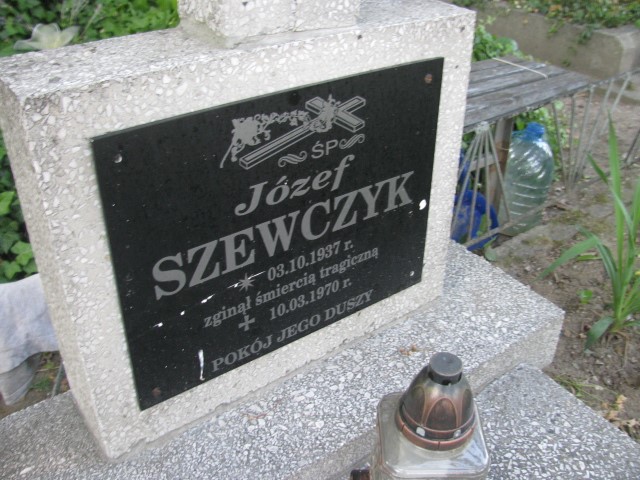 ŚP
Józef
SZEWCZYK
03.10.1937 r.
zginął śmiercią tragiczną
10.03.1970 r.
POKÓJ JEGO DUSZY